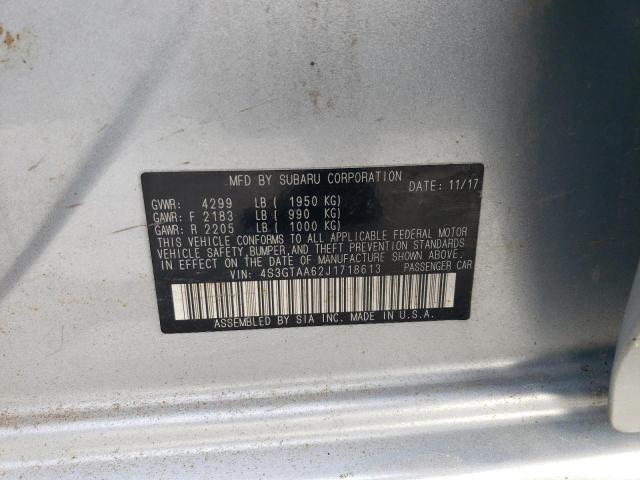 MFD BY SUBARU CORPORATION
DATE: 11/17
GVWR: 4299 LB ( 1950 KG)
GAWR: F 2183 LB ( 990 KG)
GAWR: R 2205 LB ( 1000 KG)
THIS VEHICLE CONFORMS TO ALL APPLICABLE FEDERAL MOTOR
VEHICLE SAFETY, BUMPER, AND THEFT PREVENTION STANDARDS
IN EFFECT ON THE DATE OF MANUFACTURE SHOWN ABOVE.
VIN: 4S3GTAA62J1718613 PASSENGER CAR
ASSEMBLED BY SIA INC. MADE IN U.S.A.